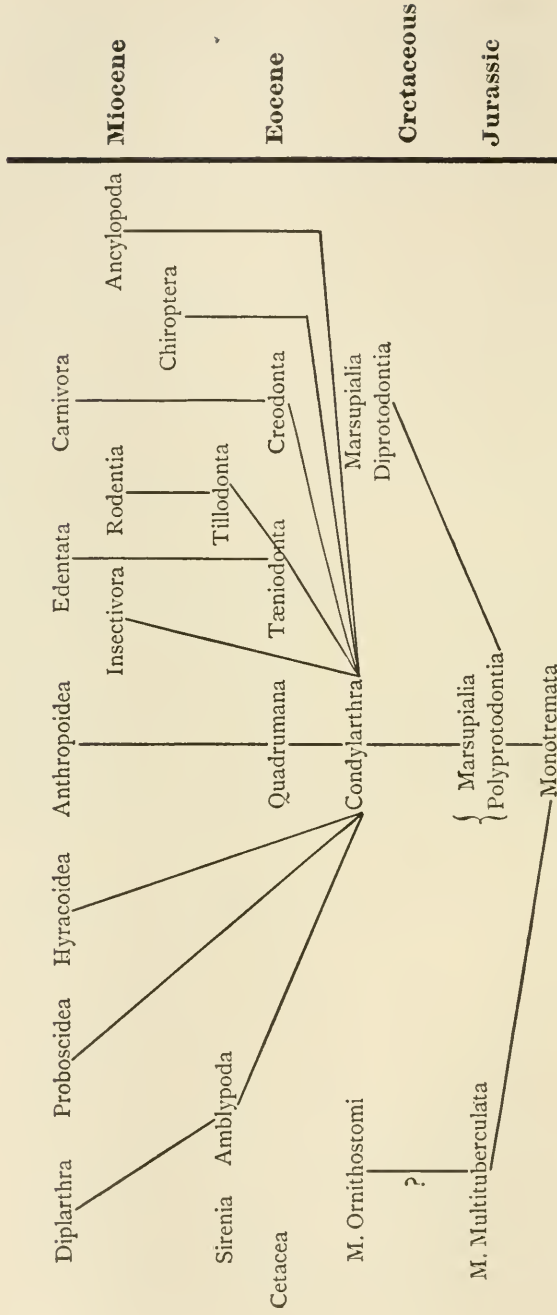 Diplarthra Proboscidea Hyracoidea Anthropoidea Edentata Carnivora
Insectivora Rodentia Ancylopoda Miocene
Chiroptera
Sirenia Amblypoda Tillodonta
Cetacea Quadrumana Tæniodonta Creodonta Eocene
M. Ornithostomi Condylarthra Marsupialia
Diprotodontia
? Crctaceous
M. Multituberculata { Marsupialia Jurassic
{ Polyprotodontia
Monotremata